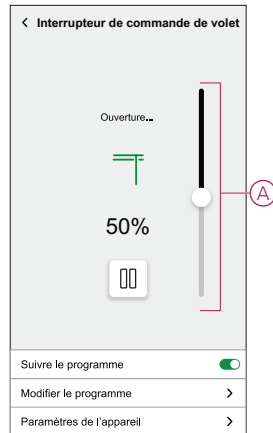 < Interrupteur de commande de volet
Ouverture...
A
50%
Suivre le programme
Modifier le programme >
Paramètres de l'appareil >